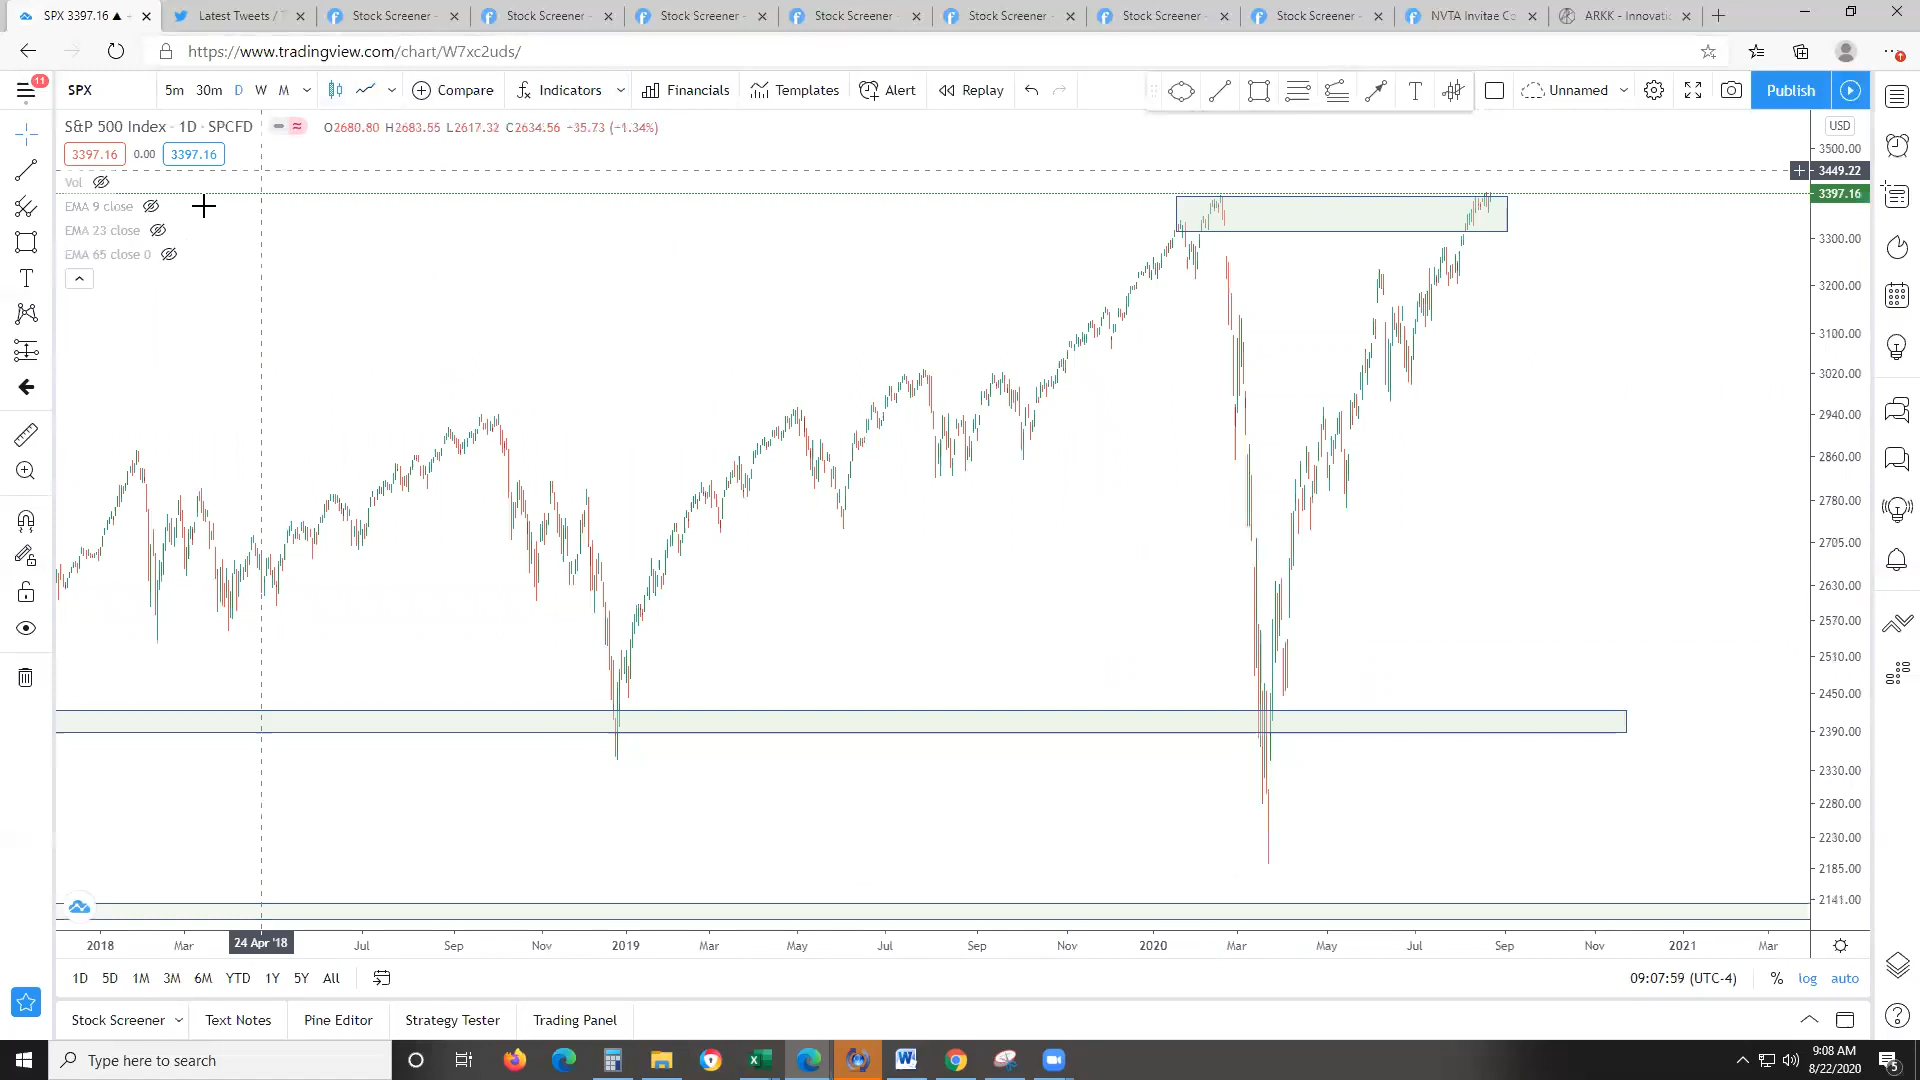 SPX 3397.16 ▲
Latest Tweets / T
Stock Screener -
Stock Screener -
Stock Screener -
Stock Screener -
Stock Screener -
Stock Screener -
Stock Screener -
NVTA Invitae Co
ARKK - Innovati
https://www.tradingview.com/chart/W7xc2uds/
11
SPX
5m
30m
D
W
M
Compare
Indicators
Financials
Templates
Alert
Replay
Unnamed
Publish
S&P 500 Index · 1D · SPCFD
O2680.80 H2683.55 L2617.32 C2634.56 −35.73 (−1.34%)
USD
3397.16
0.00
3397.16
Vol
EMA 9 close
EMA 23 close
EMA 65 close 0
3500.00
3449.22
3397.16
3300.00
3200.00
3100.00
3020.00
2940.00
2860.00
2780.00
2705.00
2630.00
2570.00
2510.00
2450.00
2390.00
2330.00
2280.00
2230.00
2185.00
2141.00
2018
Mar
24 Apr '18
Jul
Sep
Nov
2019
Mar
May
Jul
Sep
Nov
2020
Mar
May
Jul
Sep
Nov
2021
Mar
1D
5D
1M
3M
6M
YTD
1Y
5Y
All
09:07:59 (UTC-4)
%
log
auto
Stock Screener
Text Notes
Pine Editor
Strategy Tester
Trading Panel
Type here to search
9:08 AM
8/22/2020
5